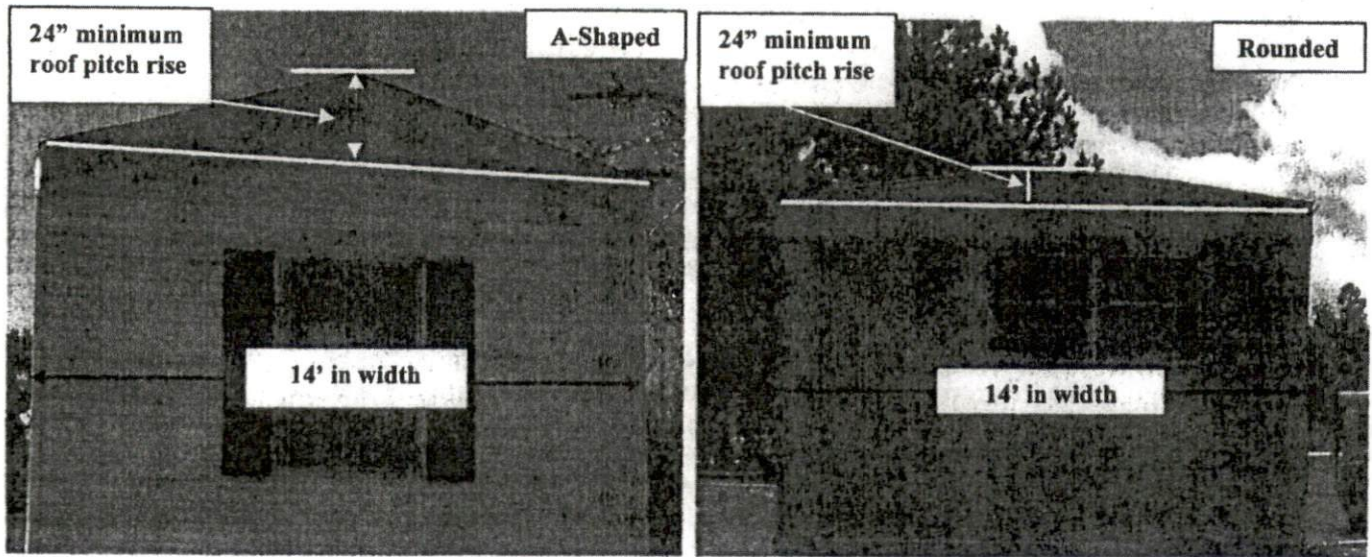 24” minimum
roof pitch rise
A-Shaped
14’ in width
24” minimum
roof pitch rise
Rounded
14’ in width